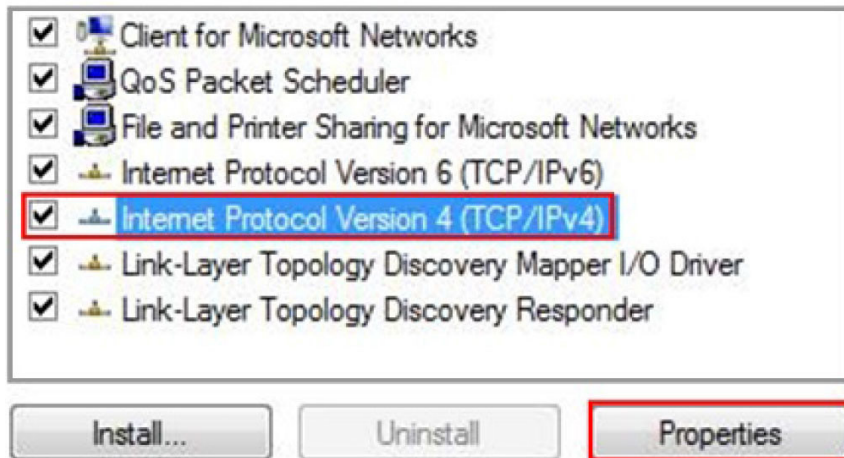 Client for Microsoft Networks
QoS Packet Scheduler
File and Printer Sharing for Microsoft Networks
Internet Protocol Version 6 (TCP/IPv6)
Internet Protocol Version 4 (TCP/IPv4)
Link-Layer Topology Discovery Mapper I/O Driver
Link-Layer Topology Discovery Responder
Install... Uninstall Properties